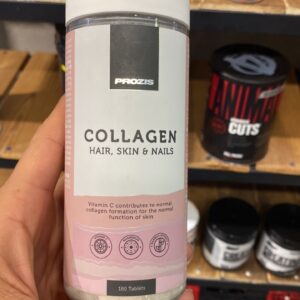 PROZIS
COLLAGEN
HAIR, SKIN & NAILS
Vitamin C contributes to normal
collagen formation for the normal
function of skin
180 Tablets
ANIMAL
CUTS